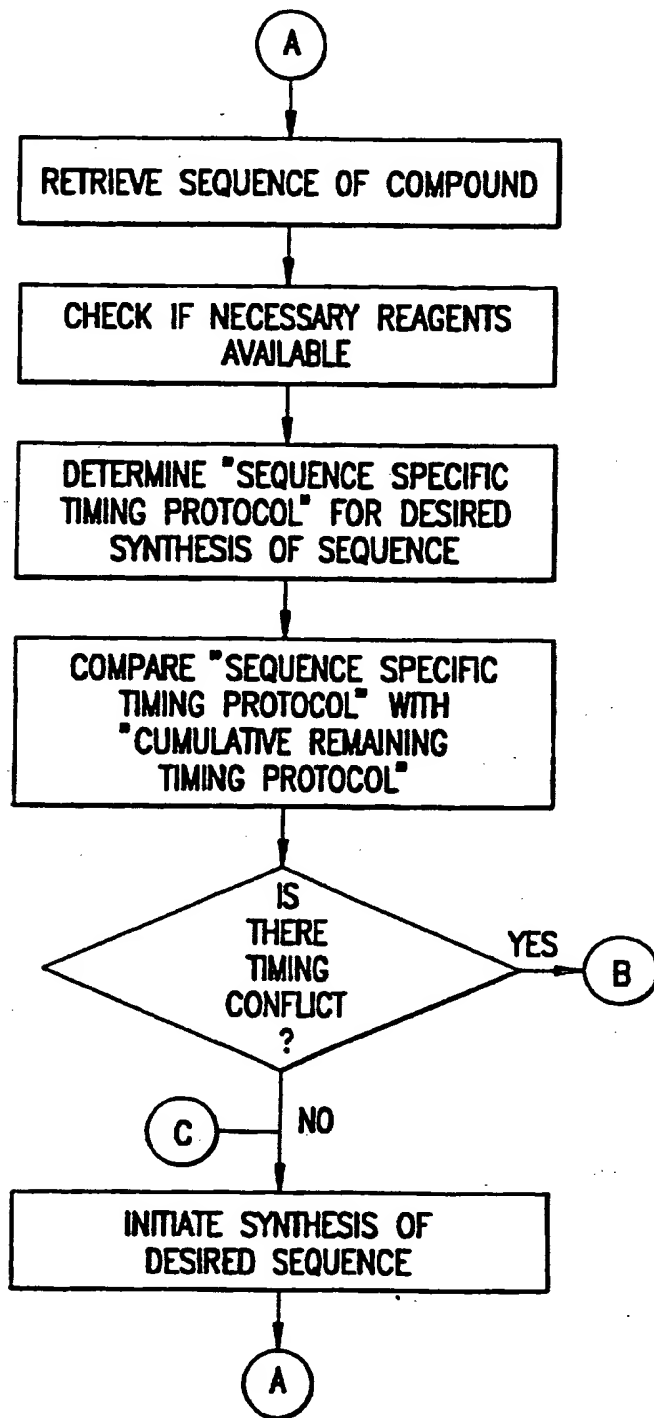 A
RETRIEVE SEQUENCE OF COMPOUND
CHECK IF NECESSARY REAGENTS
AVAILABLE
DETERMINE "SEQUENCE SPECIFIC
TIMING PROTOCOL" FOR DESIRED
SYNTHESIS OF SEQUENCE
COMPARE "SEQUENCE SPECIFIC
TIMING PROTOCOL" WITH
"CUMULATIVE REMAINING
TIMING PROTOCOL"
IS
THERE
TIMING
CONFLICT
?
YES
B
C
NO
INITIATE SYNTHESIS OF
DESIRED SEQUENCE
A